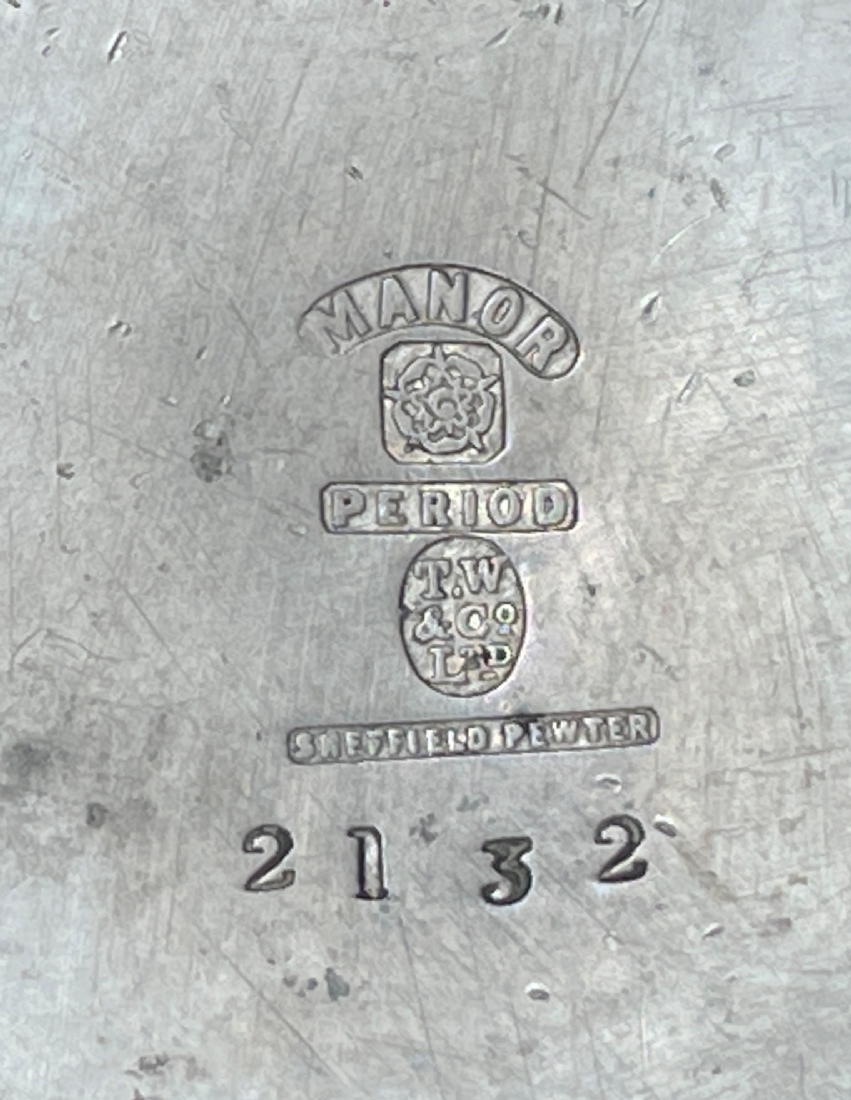 MANOR
PERIOD
T.W
& Co
LTD
SHEFFIELD PEWTER
2132